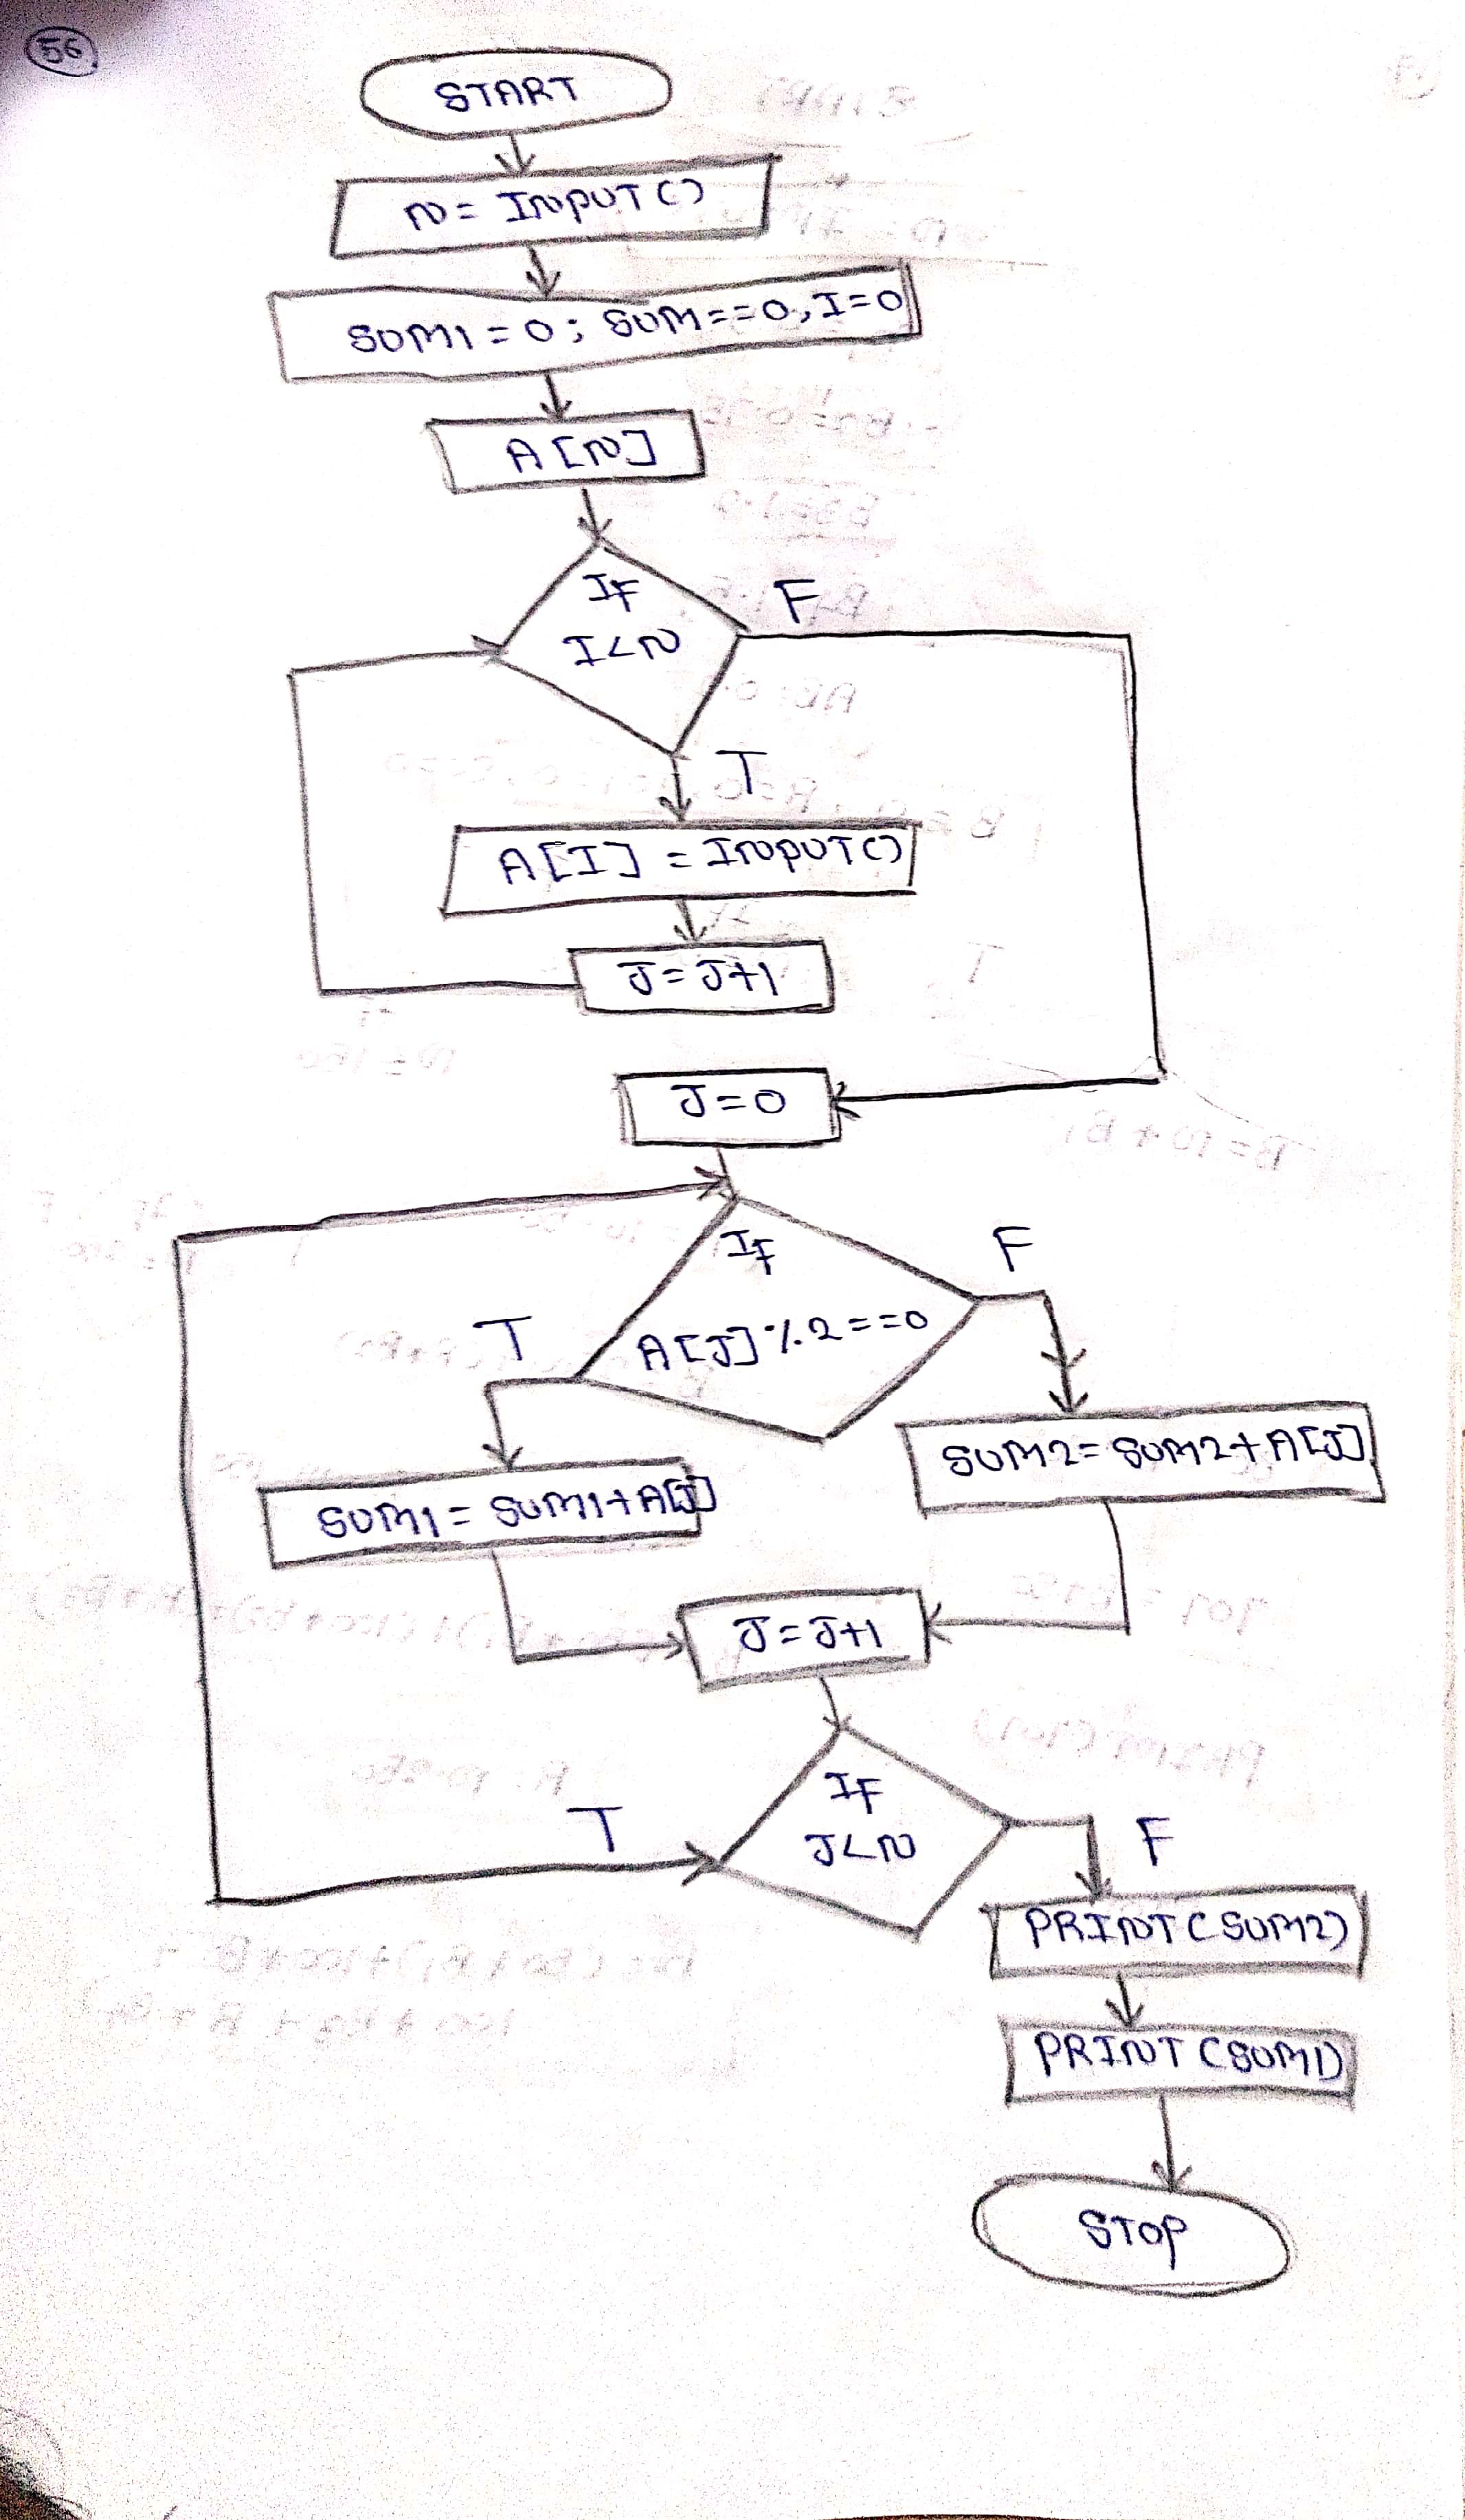 56
START
N = INPUT()
SUM1 = 0; SUM==0, I=0
A[N]
IF
I<N
F
T
A[I] = INPUT()
J=J+1
J=0
IF
A[J]%2==0
F
T
SUM2= SUM2+A[J]
SUM1= SUM1+A[J]
J=J+1
IF
J<N
T
F
PRINT(SUM2)
PRINT(SUM1)
STOP